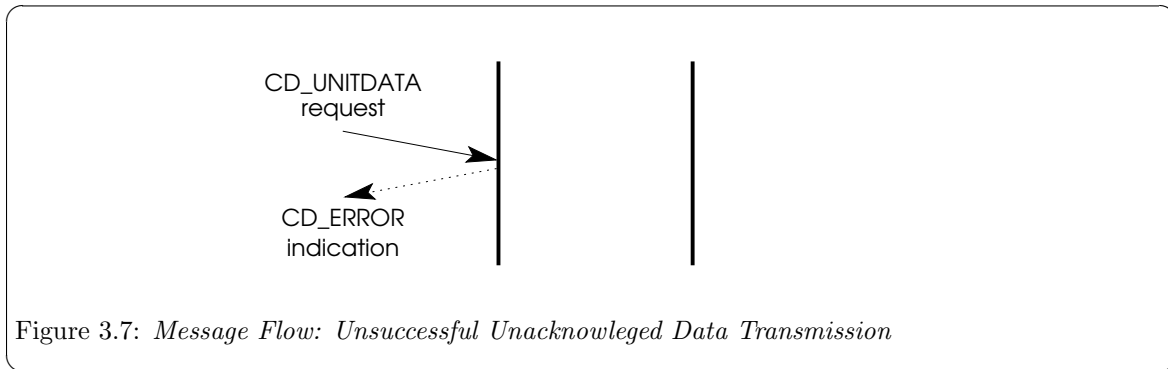 CD_UNITDATA
request
CD_ERROR
indication
Figure 3.7: Message Flow: Unsuccessful Unacknowleged Data Transmission